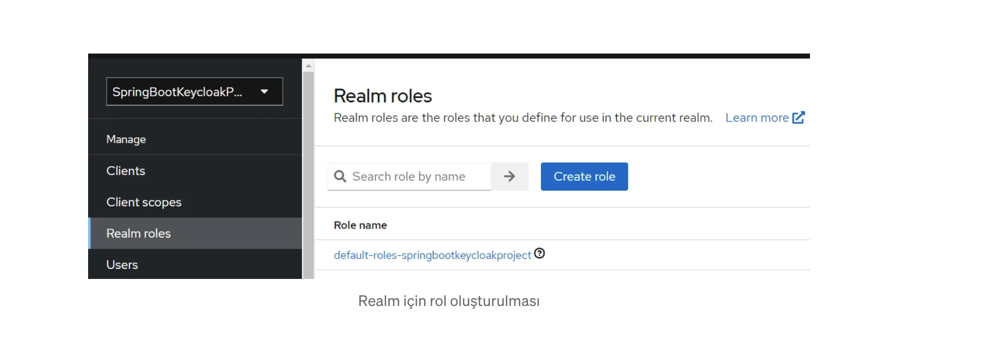 SpringBootKeycloakP...
Manage
Clients
Client scopes
Realm roles
Users
Realm roles
Realm roles are the roles that you define for use in the current realm. Learn more
Search role by name
Create role
Role name
default-roles-springbootkeycloakproject
Realm için rol oluşturulması